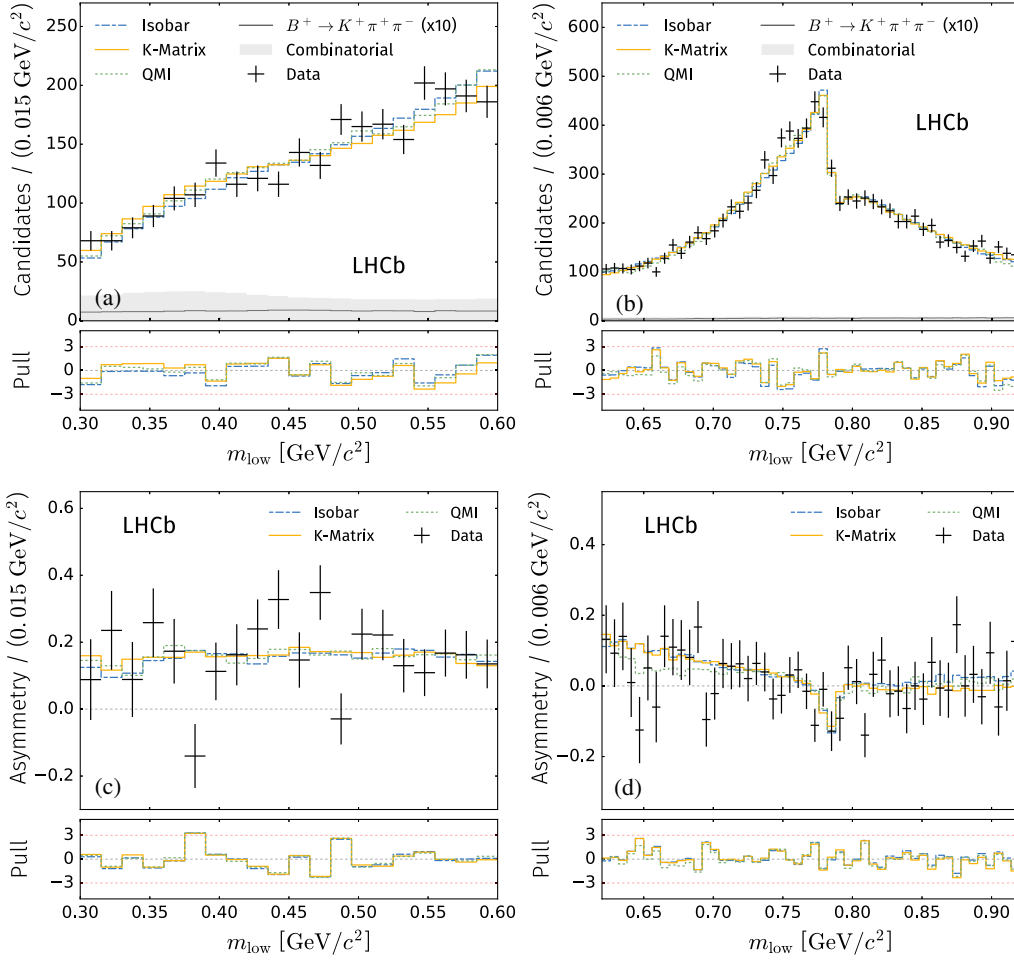 Isobar
K-Matrix
QMI
B⁺ → K⁺ π⁺ π⁻ (x10)
Combinatorial
Data
LHCb
(a)
Candidates / (0.015 GeV/c²)
250
200
150
100
50
0
Pull
3
0
−3
0.30 0.35 0.40 0.45 0.50 0.55 0.60
m_low [GeV/c²]
Isobar
K-Matrix
QMI
B⁺ → K⁺ π⁺ π⁻ (x10)
Combinatorial
Data
LHCb
(b)
Candidates / (0.006 GeV/c²)
600
500
400
300
200
100
0
Pull
3
0
−3
0.65 0.70 0.75 0.80 0.85 0.90
m_low [GeV/c²]
LHCb
Isobar
K-Matrix
QMI
Data
(c)
Asymmetry / (0.015 GeV/c²)
0.6
0.4
0.2
0.0
−0.2
Pull
3
0
−3
0.30 0.35 0.40 0.45 0.50 0.55 0.60
m_low [GeV/c²]
LHCb
Isobar
K-Matrix
QMI
Data
(d)
Asymmetry / (0.006 GeV/c²)
0.4
0.2
0.0
−0.2
Pull
3
0
−3
0.65 0.70 0.75 0.80 0.85 0.90
m_low [GeV/c²]